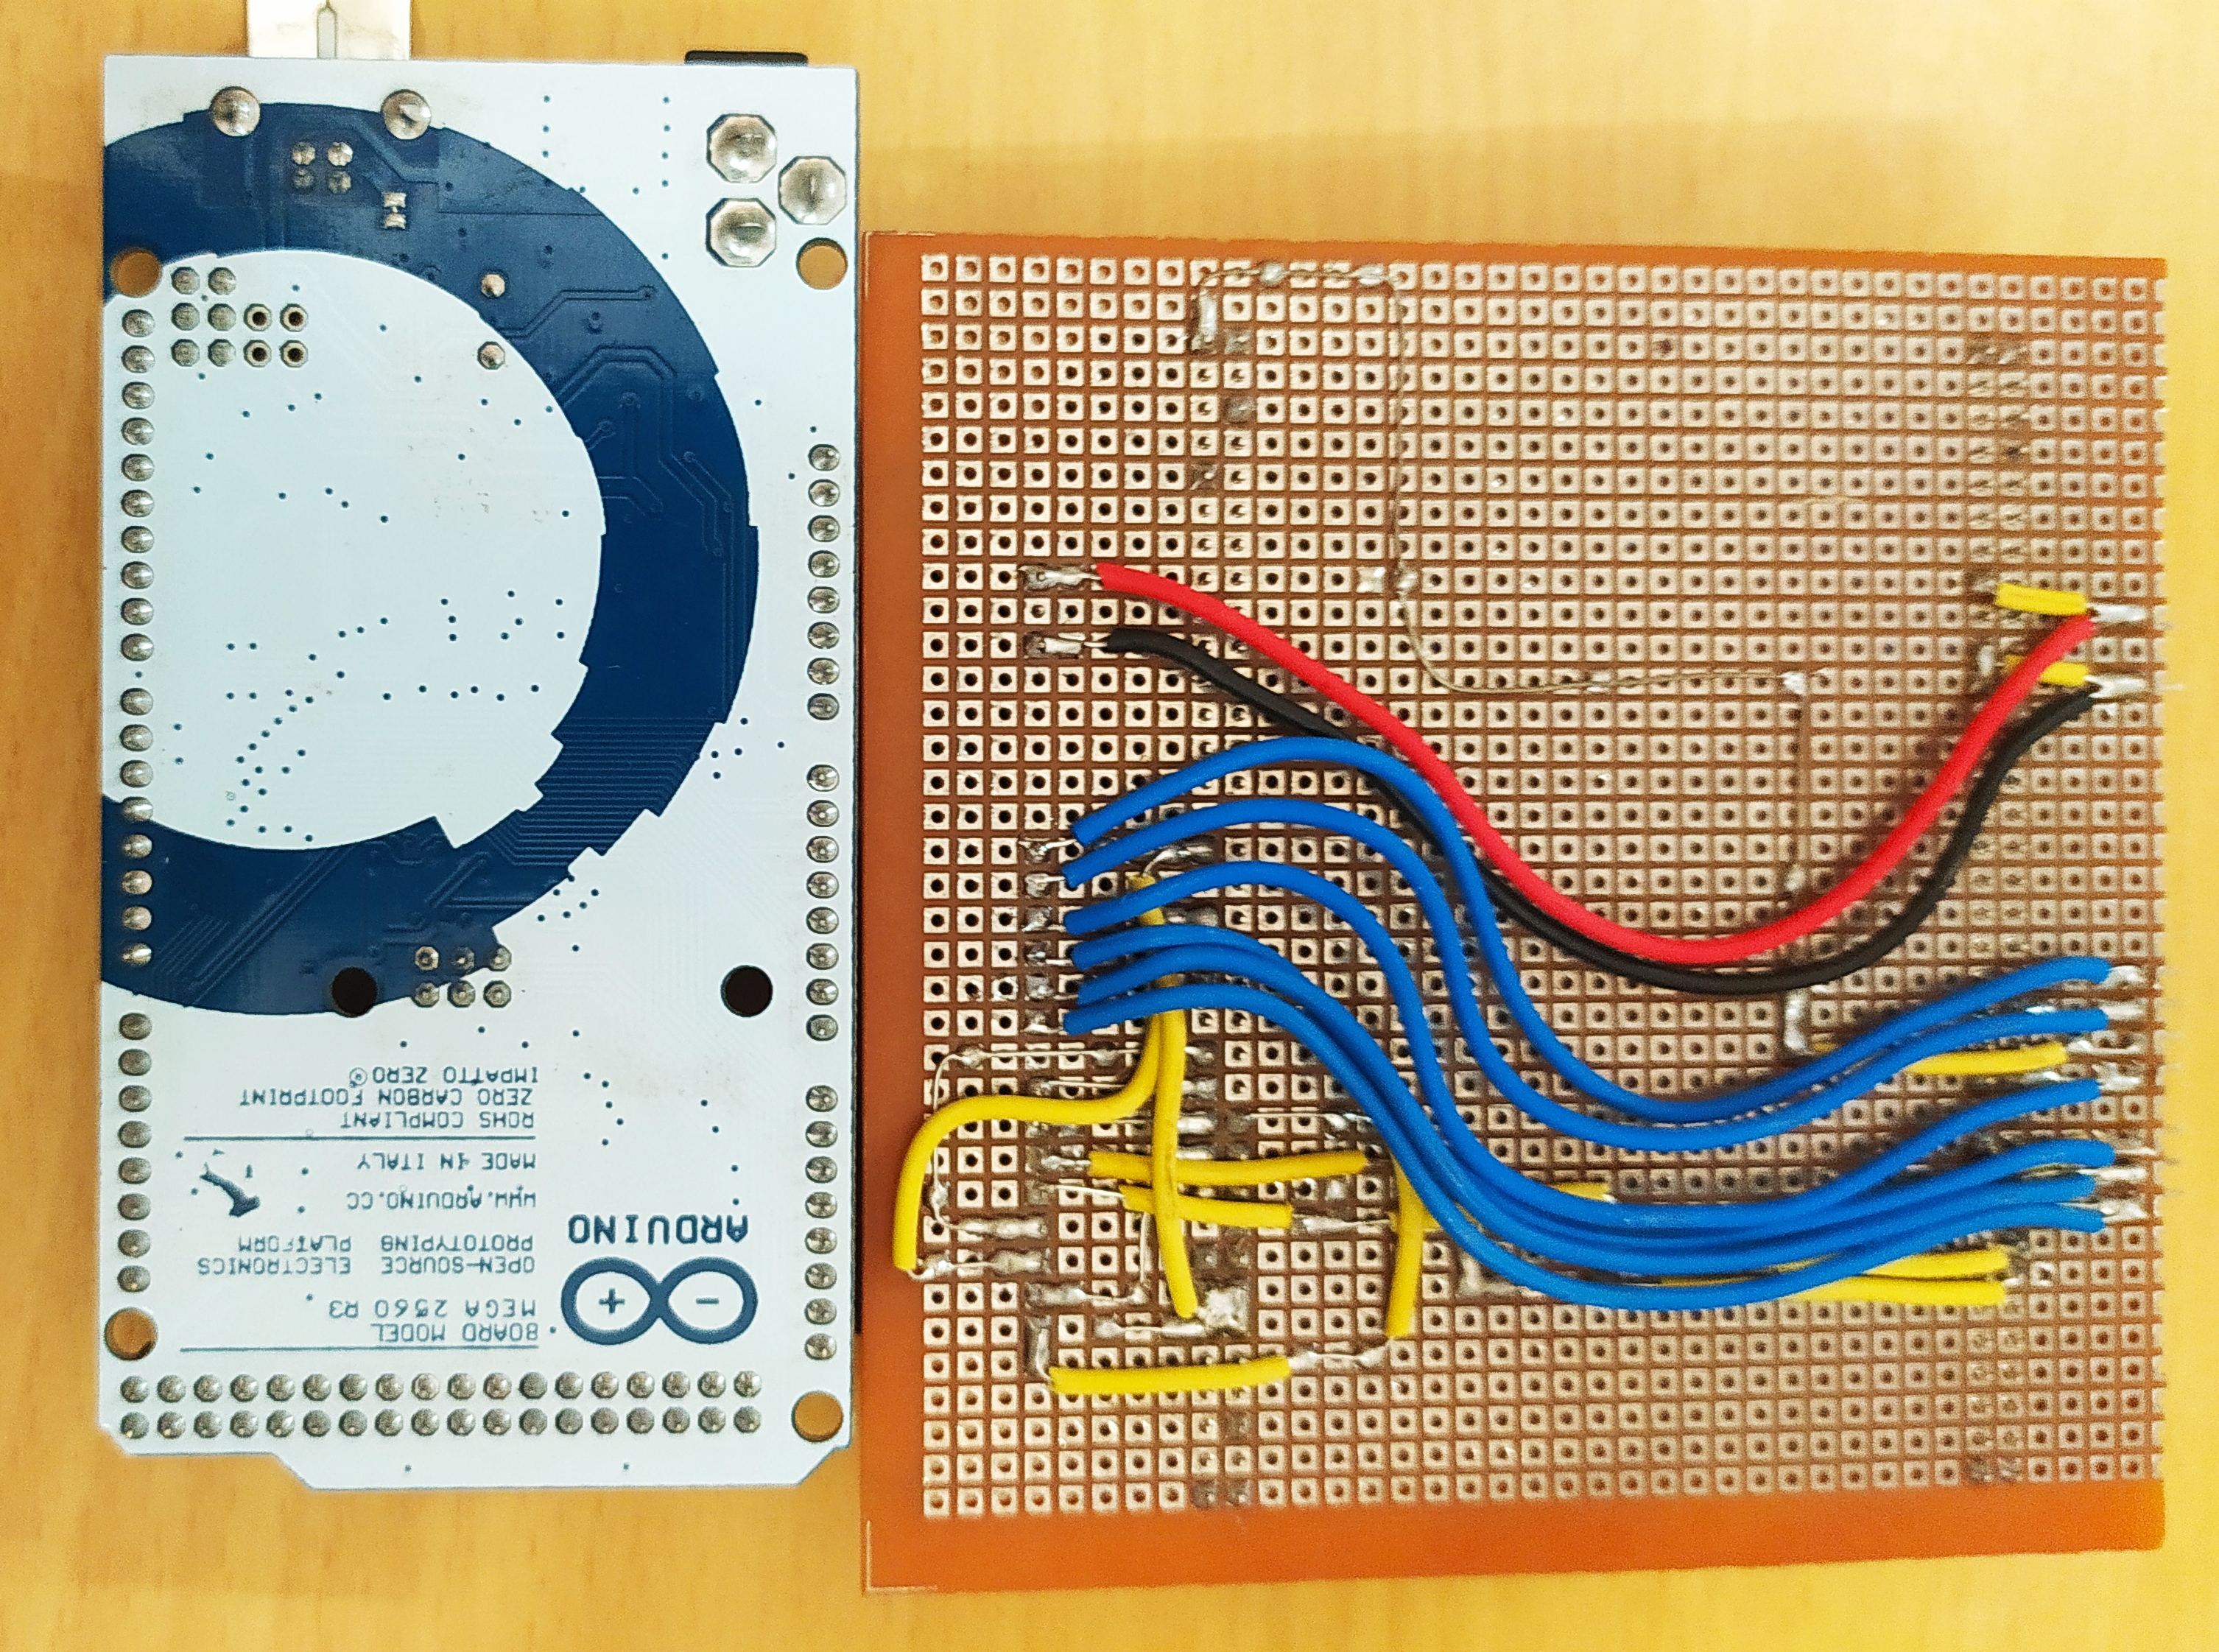 ARDUINO
BOARD MODEL
MEGA 2560 R3
OPEN-SOURCE ELECTRONICS
PROTOTYPING PLATFORM
WWW.ARDUINO.CC
MADE IN ITALY
ROHS COMPLIANT
ZERO CARBON FOOTPRINT
IMPATTO ZERO®